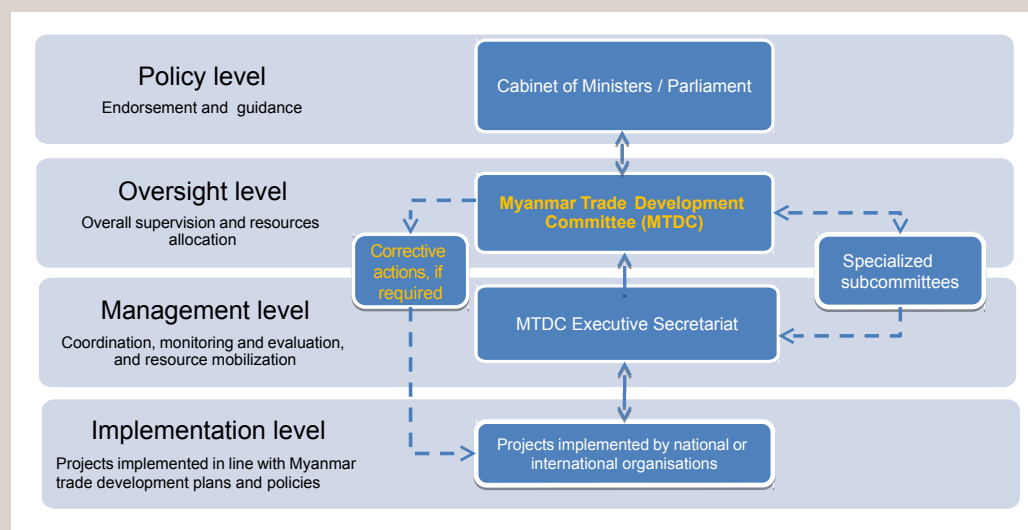 Policy level
Endorsement and guidance
Cabinet of Ministers / Parliament
Oversight level
Overall supervision and resources
allocation
Myanmar Trade Development
Committee (MTDC)
Corrective
actions, if
required
Specialized
subcommittees
Management level
Coordination, monitoring and evaluation,
and resource mobilization
MTDC Executive Secretariat
Implementation level
Projects implemented in line with Myanmar
trade development plans and policies
Projects implemented by national or
international organisations